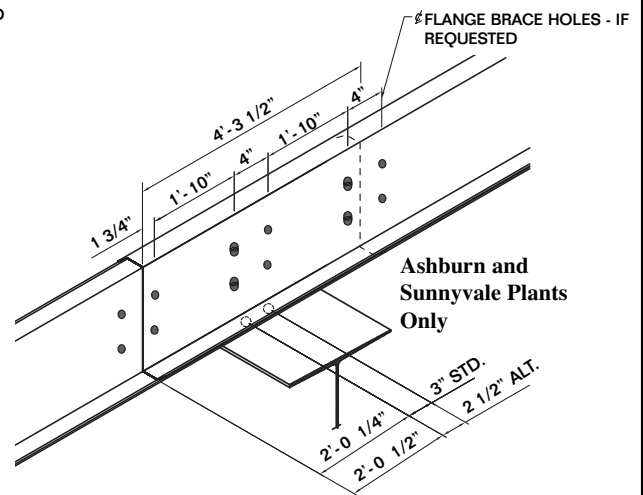 ℄ FLANGE BRACE HOLES - IF
REQUESTED
4'-3 1/2"
4"
1'-10"
4"
1'-10"
1 3/4"
Ashburn and
Sunnyvale Plants
Only
3" STD.
2 1/2" ALT.
2'-0 1/4"
2'-0 1/2"